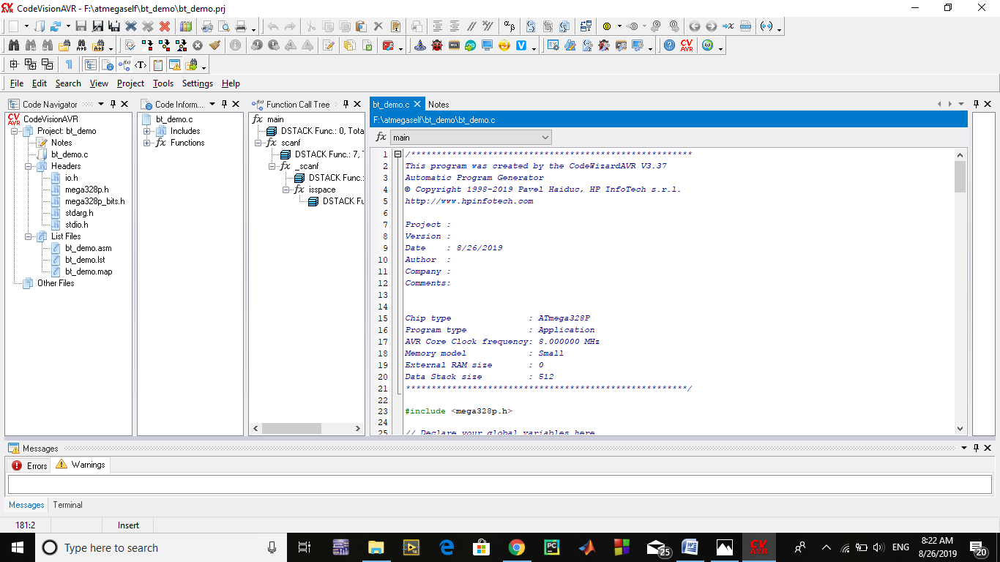 CodeVisionAVR - F:\atmegaself\bt_demo\bt_demo.prj
File Edit Search View Project Tools Settings Help
Code Navigator
CodeVisionAVR
Project: bt_demo
Notes
bt_demo.c
Headers
io.h
mega328p.h
mega328p_bits.h
stdarg.h
stdio.h
List Files
bt_demo.asm
bt_demo.lst
bt_demo.map
Other Files
Code Inform...
bt_demo.c
Includes
Functions
Function Call Tree
main
DSTACK Func.: 0, Tota
scanf
DSTACK Func.: 7,
_scanf
DSTACK Func.:
isspace
DSTACK Fu
bt_demo.c Notes
F:\atmegaself\bt_demo\bt_demo.c
main
1 /*******************************************************
2 This program was created by the CodeWizardAVR V3.37
3 Automatic Program Generator
4 © Copyright 1998-2019 Pavel Haiduc, HP InfoTech s.r.l.
5 http://www.hpinfotech.com
6
7 Project :
8 Version :
9 Date    : 8/26/2019
10 Author  :
11 Company :
12 Comments:
13
14
15 Chip type               : ATmega328P
16 Program type            : Application
17 AVR Core Clock frequency: 8.000000 MHz
18 Memory model            : Small
19 External RAM size       : 0
20 Data Stack size         : 512
21 *******************************************************/
22
23 #include <mega328p.h>
24
25 // Declare your global variables here
Messages
Errors Warnings
Messages Terminal
181:2 Insert
Type here to search
25
ENG
8:22 AM
8/26/2019
20